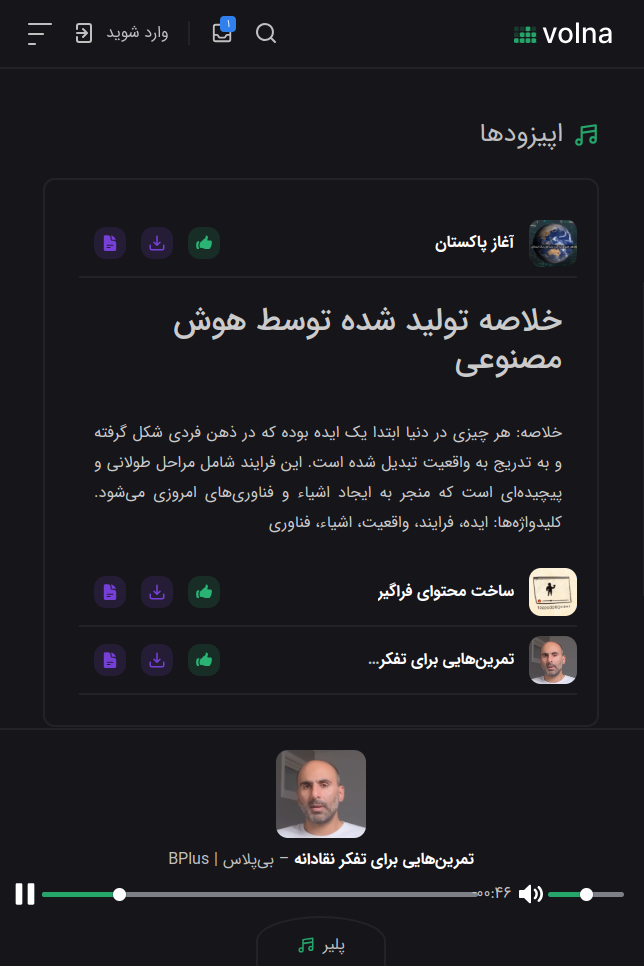 volna
۱
وارد شوید
اپیزودها
آغاز پاکستان
خلاصه تولید شده توسط هوش
مصنوعی
خلاصه: هر چیزی در دنیا ابتدا یک ایده بوده که در ذهن فردی شکل گرفته
و به تدریج به واقعیت تبدیل شده است. این فرایند شامل مراحل طولانی و
پیچیده‌ای است که منجر به ایجاد اشیاء و فناوری‌های امروزی می‌شود.
کلیدواژه‌ها: ایده، فرایند، واقعیت، اشیاء، فناوری
ساخت محتوای فراگیر
تمرین‌هایی برای تفکر...
تمرین‌هایی برای تفکر نقادانه – بی‌پلاس | BPlus
-۰۰:۴۶
پلیر